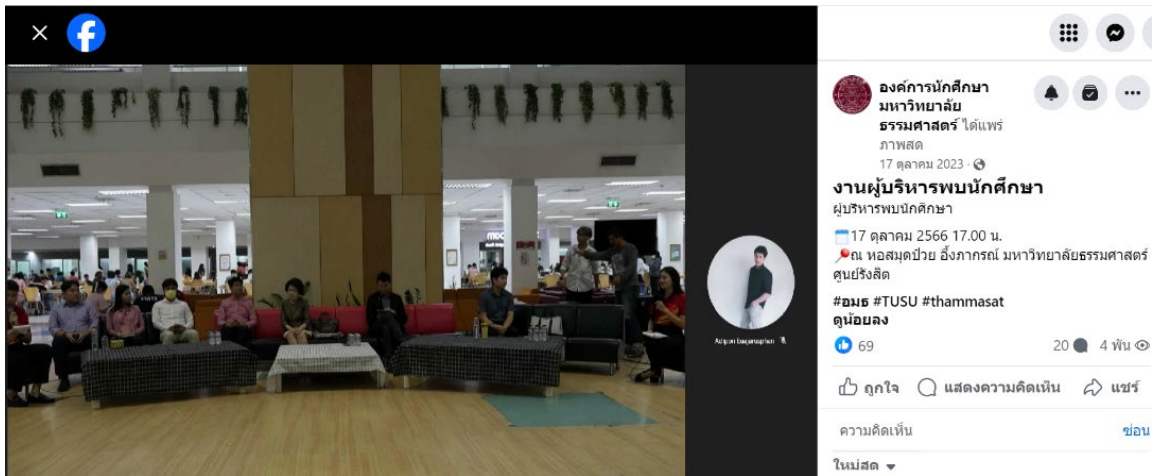 องค์การนักศึกษา
มหาวิทยาลัย
ธรรมศาสตร์ ได้แพร่
ภาพสด
17 ตุลาคม 2023 ·
งานผู้บริหารพบนักศึกษา
ผู้บริหารพบนักศึกษา
17 ตุลาคม 2566 17.00 น.
ณ หอสมุดป๋วย อึ๊งภากรณ์ มหาวิทยาลัยธรรมศาสตร์
ศูนย์รังสิต
#อมธ #TUSU #thammasat
ดูน้อยลง
69
20
4 พัน
ถูกใจ
แสดงความคิดเห็น
แชร์
ความคิดเห็น
ซ่อน
ใหม่สุด